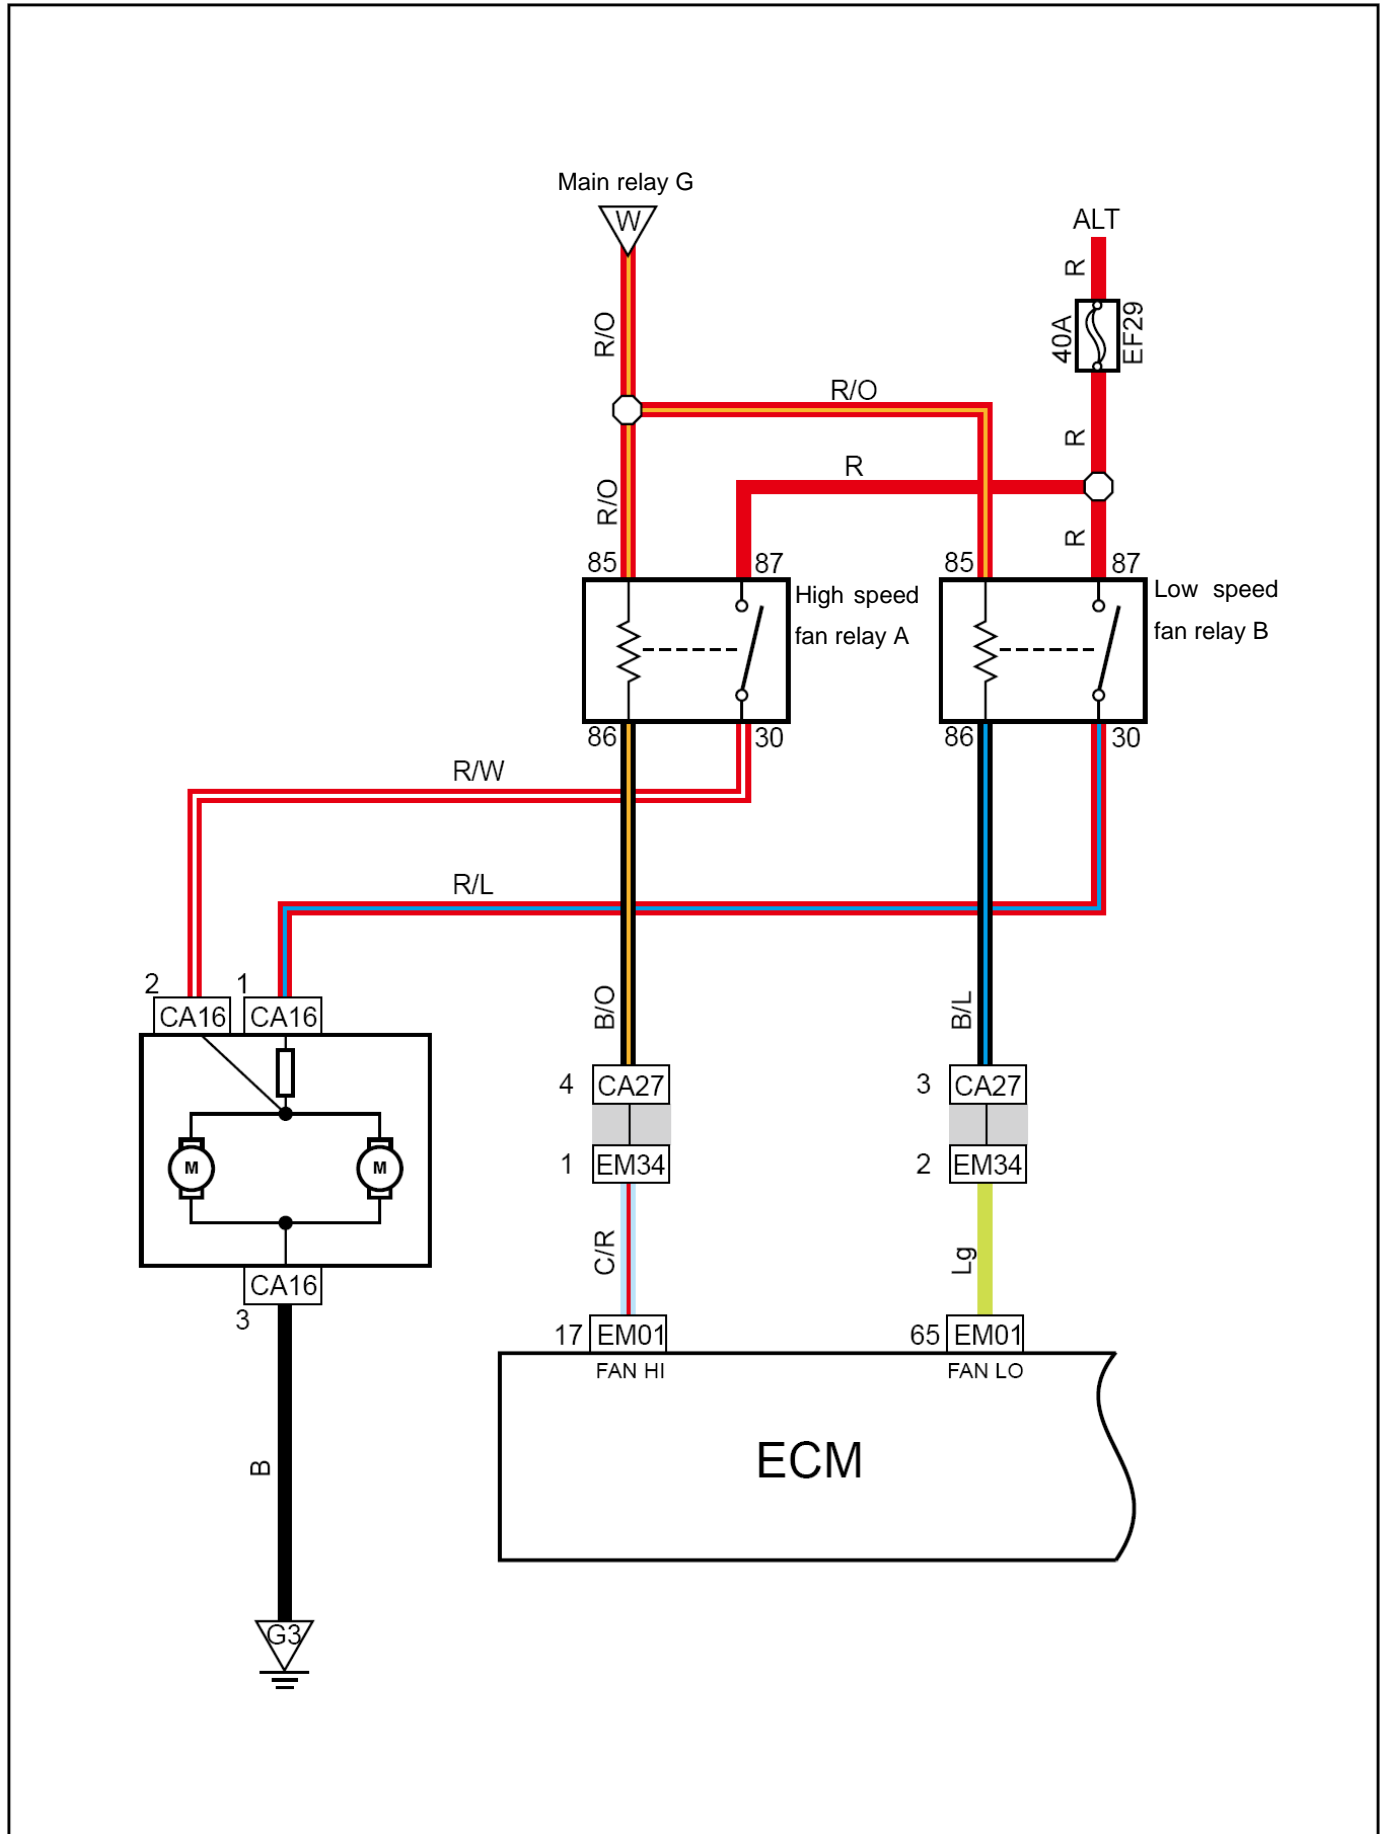 Main relay G
W
ALT
R
R/O
40A
EF29
R/O
R
R
R/O
R
85
87
85
87
High speed
fan relay A
Low speed
fan relay B
86
30
86
30
R/W
R/L
2
1
CA16
CA16
B/O
B/L
4
CA27
3
CA27
M
M
1
EM34
2
EM34
C/R
Lg
CA16
3
17
EM01
65
EM01
FAN HI
FAN LO
ECM
B
G3